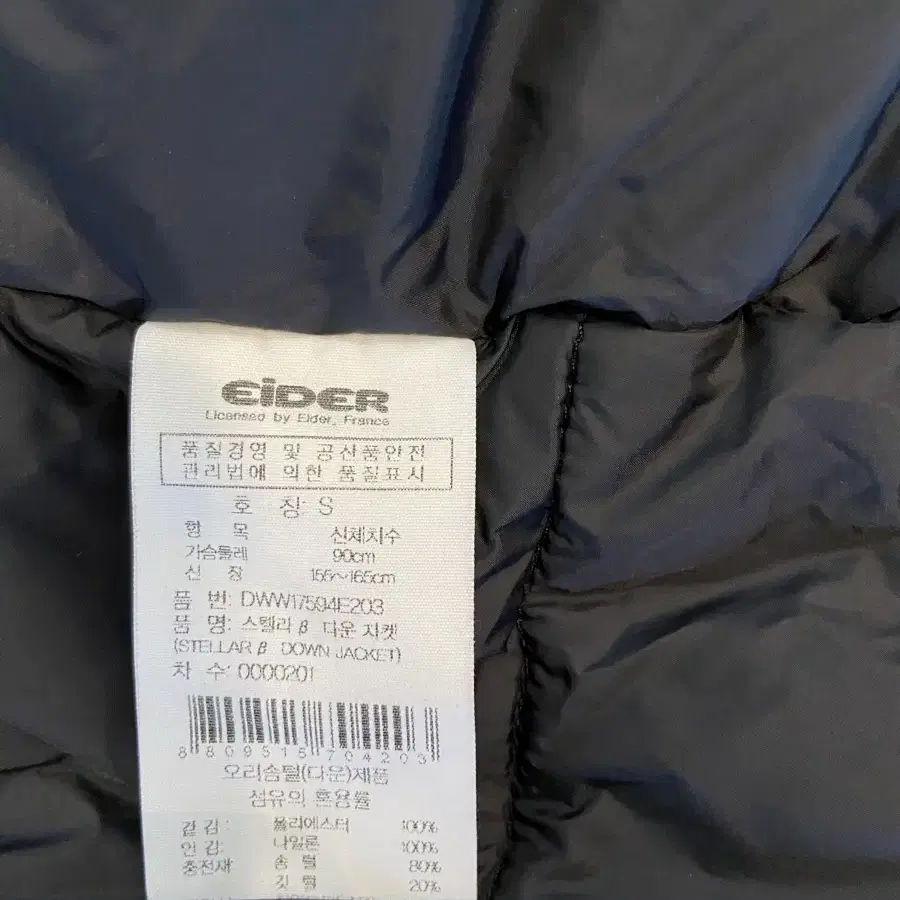 EiDER
Licensed by Eider, France
품질경영 및 공산품안전
관리법에 의한 품질표시
호 칭: S
항 목 신체치수
가슴둘레 90cm
신 장 155~165cm
품 번: DWW17594E203
품 명: 스텔라 β 다운 자켓
(STELLAR β DOWN JACKET)
차 수: 0000201
8809515704203
오리솜털(다운)제품
섬유의 혼용률
겉감: 폴리에스터 100%
안감: 나일론 100%
충전재: 솜털 80%
깃털 20%